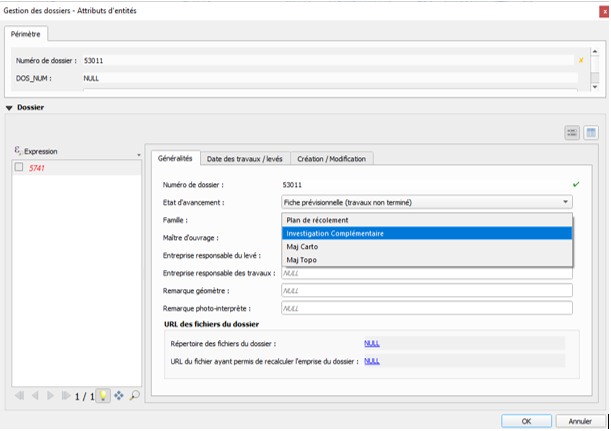 Gestion des dossiers - Attributs d'entités
Périmètre
Numéro de dossier : 53011
DOS_NUM : NULL
Dossier
Expression
5741
Généralités Date des travaux / levés Création / Modification
Numéro de dossier : 53011
Etat d'avancement : Fiche prévisionnelle (travaux non terminé)
Famille : Plan de récolement
Investigation Complémentaire
Maître d'ouvrage : Maj Carto
Entreprise responsable du levé : Maj Topo
Entreprise responsable des travaux : NULL
Remarque géomètre : NULL
Remarque photo-interprète : NULL
URL des fichiers du dossier
Répertoire des fichiers du dossier : NULL
URL du fichier ayant permis de recalculer l'emprise du dossier : NULL
1 / 1
OK Annuler